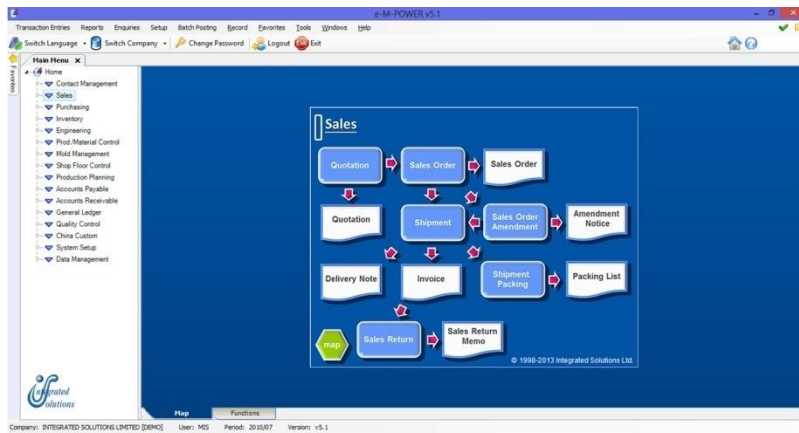 e-M-POWER v5.1
Transaction Entries Reports Enquiries Setup Batch Posting Record Favorites Tools Windows Help
Switch Language Switch Company Change Password Logout Exit
Main Menu X
Favorites
Home
Contact Management
Sales
Purchasing
Inventory
Engineering
Prod./Material Control
Mold Management
Shop Floor Control
Production Planning
Accounts Payable
Accounts Receivable
General Ledger
Quality Control
China Custom
System Setup
Data Management
Sales
Quotation
Sales Order
Sales Order
Quotation
Shipment
Sales Order
Amendment
Amendment
Notice
Delivery Note
Invoice
Shipment
Packing
Packing List
map
Sales Return
Sales Return
Memo
© 1998-2013 Integrated Solutions Ltd.
Integrated
Solutions
Map Functions
Company: INTEGRATED SOLUTIONS LIMITED [DEMO] User: MIS Period: 2010/07 Version: v5.1